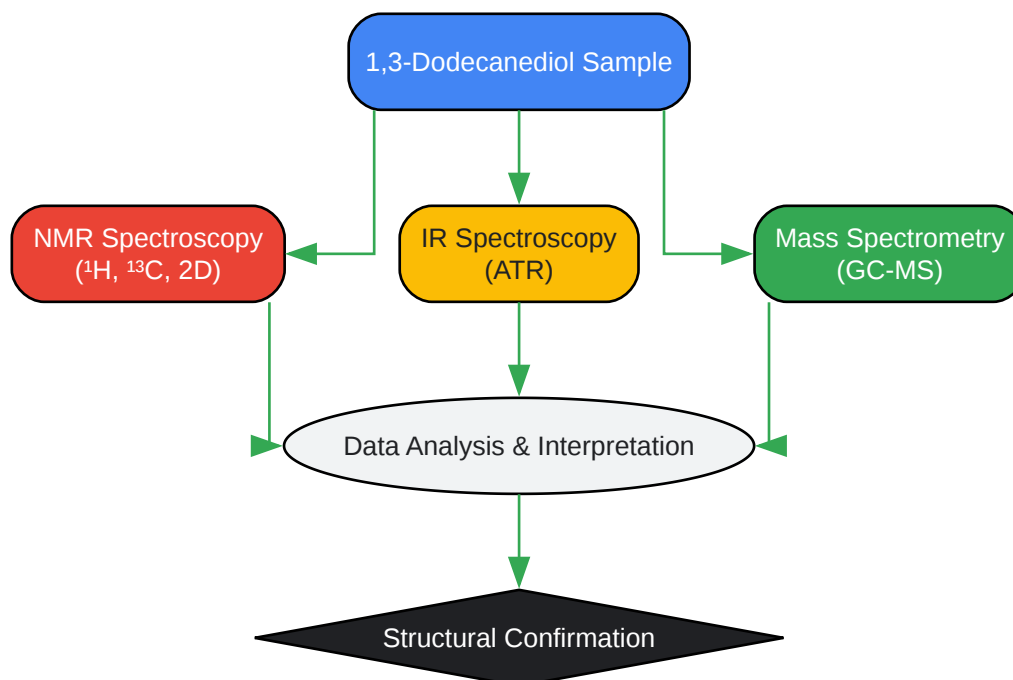 1,3-Dodecanediol Sample
NMR Spectroscopy
(¹H, ¹³C, 2D)
IR Spectroscopy
(ATR)
Mass Spectrometry
(GC-MS)
Data Analysis & Interpretation
Structural Confirmation